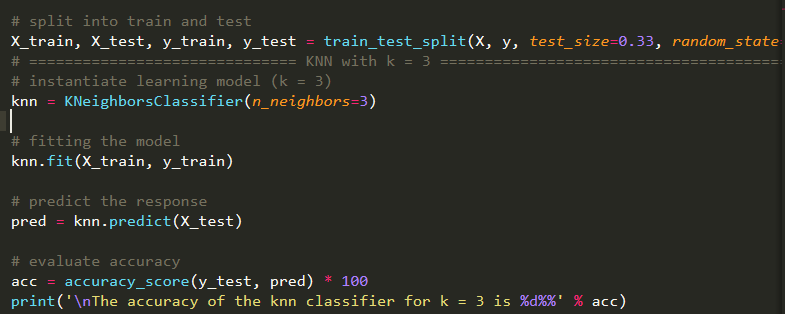 # split into train and test
X_train, X_test, y_train, y_test = train_test_split(X, y, test_size=0.33, random_state=
# ============================== KNN with k = 3 ======================================
# instantiate learning model (k = 3)
knn = KNeighborsClassifier(n_neighbors=3)
# fitting the model
knn.fit(X_train, y_train)
# predict the response
pred = knn.predict(X_test)
# evaluate accuracy
acc = accuracy_score(y_test, pred) * 100
print('\nThe accuracy of the knn classifier for k = 3 is %d%%' % acc)